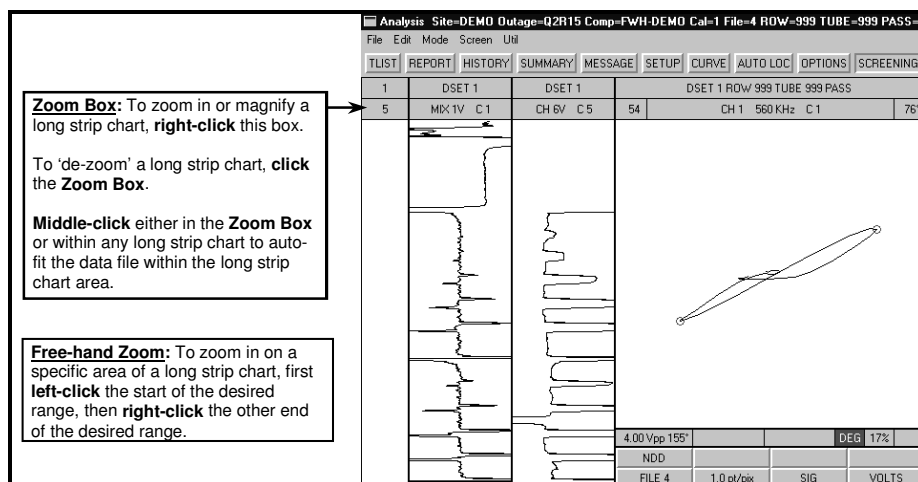 Analysis Site=DEMO Outage=Q2R15 Comp=FWH-DEMO Cal=1 File=4 ROW=999 TUBE=999 PASS=
File Edit Mode Screen Util
TLIST REPORT HISTORY SUMMARY MESSAGE SETUP CURVE AUTO LOC OPTIONS SCREENING
1 DSET 1 DSET 1 DSET 1 ROW 999 TUBE 999 PASS
5 MIX 1V C 1 CH 6V C 5 54 CH 1 560 KHz C 1 76°
Zoom Box: To zoom in or magnify
a long strip chart, right-click this box.
To ‘de-zoom’ a long strip chart, click
the Zoom Box.
Middle-click either in the Zoom Box
or within any long strip chart to auto-
fit the data file within the long strip
chart area.
Free-hand Zoom: To zoom in on a
specific area of a long strip chart, first
left-click the start of the desired
range, then right-click the other end
of the desired range.
4.00 Vpp 155° DEG 17%
NDD
FILE 4 1.0 pt/pix SIG VOLTS